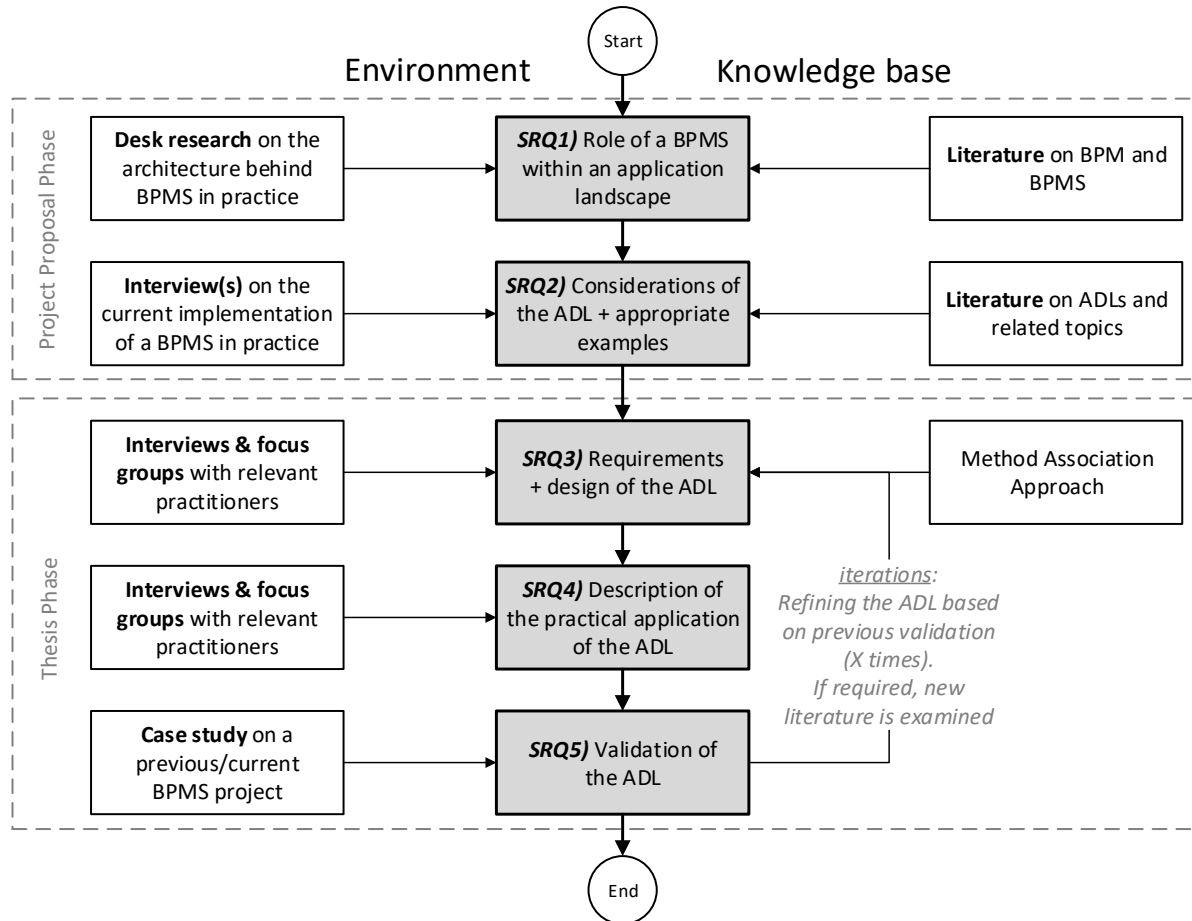 Start
Environment
Knowledge base
Project Proposal Phase
Desk research on the
architecture behind
BPMS in practice
SRQ1) Role of a BPMS
within an application
landscape
Literature on BPM and
BPMS
Interview(s) on the
current implementation
of a BPMS in practice
SRQ2) Considerations of
the ADL + appropriate
examples
Literature on ADLs and
related topics
Thesis Phase
Interviews & focus
groups with relevant
practitioners
SRQ3) Requirements
+ design of the ADL
Method Association
Approach
Interviews & focus
groups with relevant
practitioners
SRQ4) Description of
the practical application
of the ADL
iterations:
Refining the ADL based
on previous validation
(X times).
If required, new
literature is examined
Case study on a
previous/current
BPMS project
SRQ5) Validation of
the ADL
End